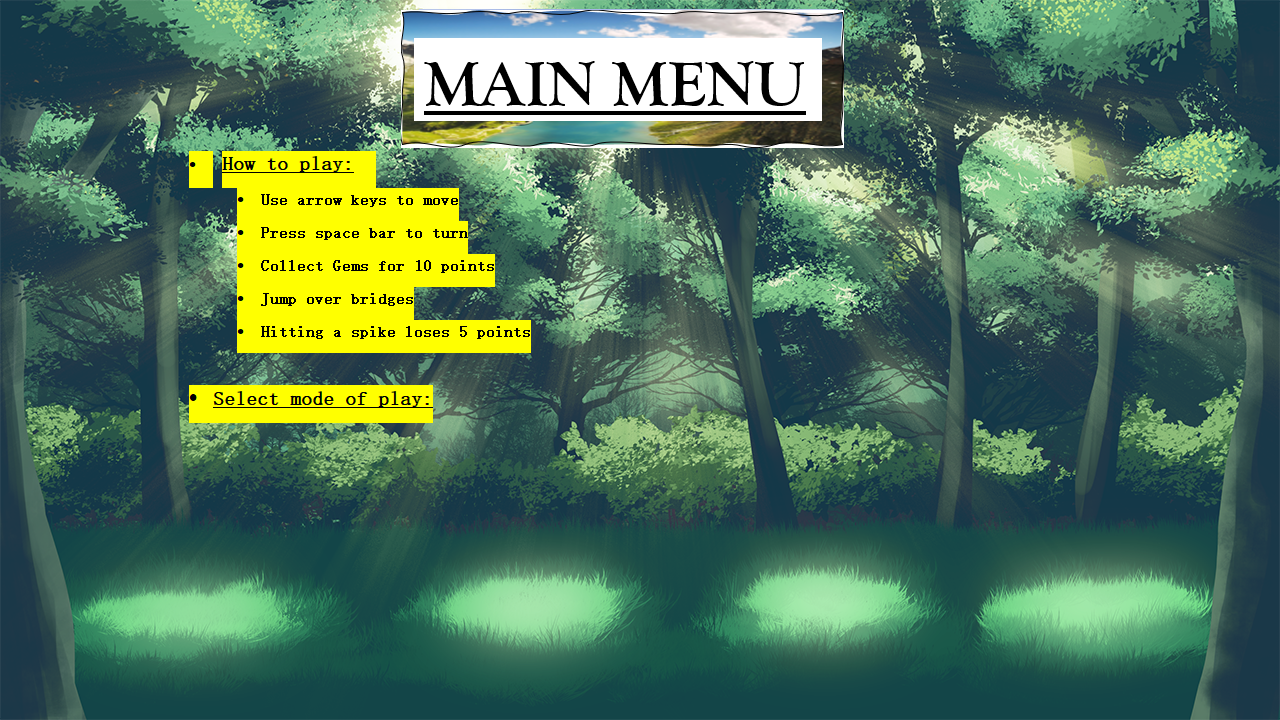 MAIN MENU
• How to play:
• Use arrow keys to move
• Press space bar to turn
• Collect Gems for 10 points
• Jump over bridges
• Hitting a spike loses 5 points
• Select mode of play: